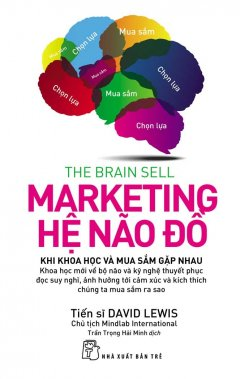 Mua sắm
Chọn lựa
Chọn lựa
Mua sắm
Mua sắm
Chọn lựa
Chọn lựa
THE BRAIN SELL
MARKETING
HỆ NÃO ĐỒ
KHI KHOA HỌC VÀ MUA SẮM GẶP NHAU
Khoa học mới về bộ não và kỹ nghệ thuyết phục
đọc suy nghĩ, ảnh hưởng tới cảm xúc và kích thích
chúng ta mua sắm ra sao
Tiến sĩ DAVID LEWIS
Chủ tịch Mindlab International
Trần Trọng Hải Minh dịch
NHÀ XUẤT BẢN TRẺ